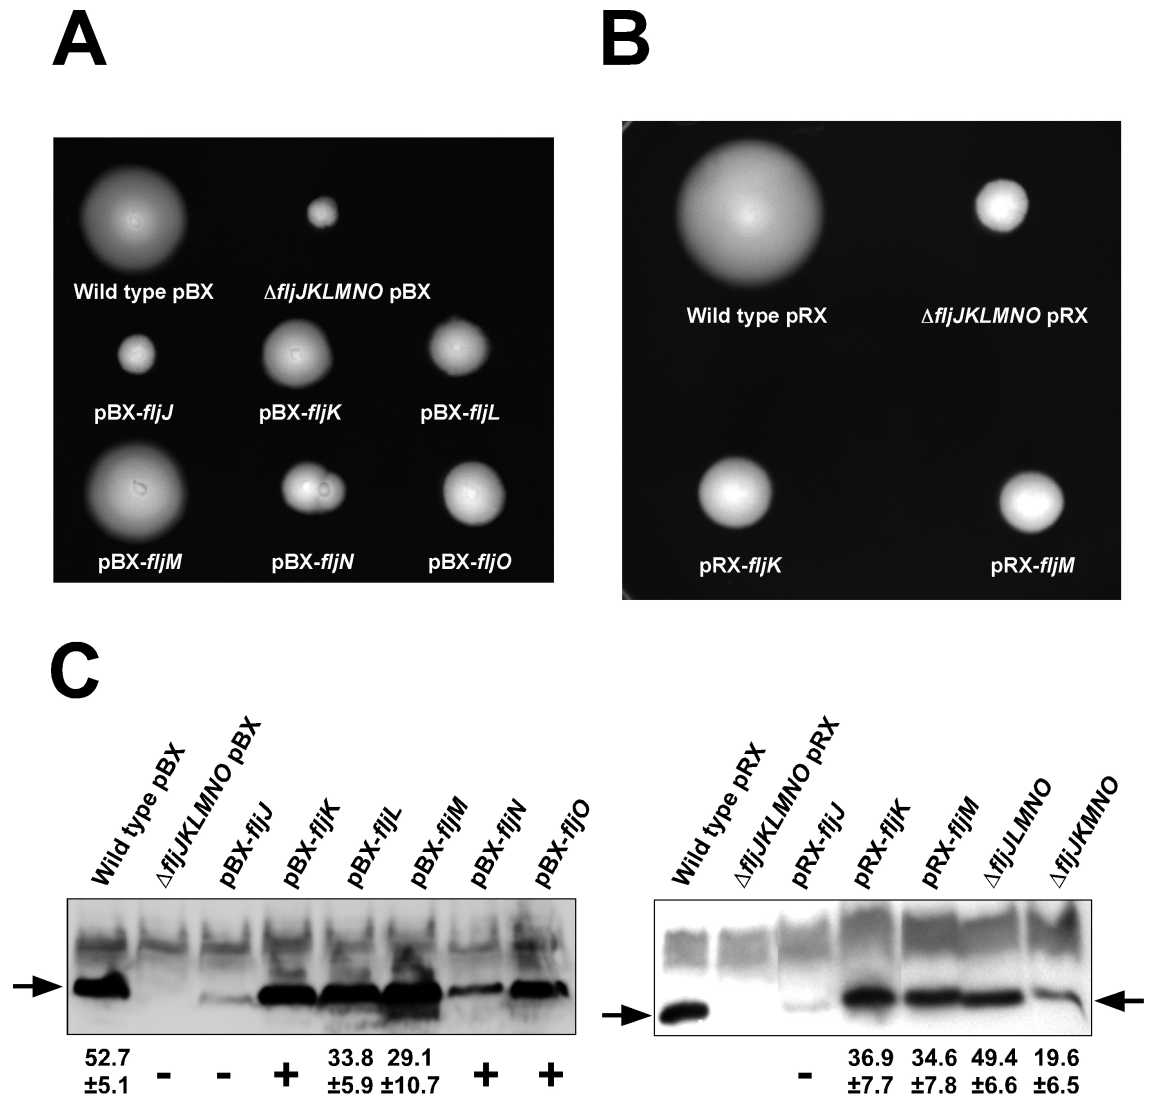 A
B
Wild type pBX
ΔfljJKLMNO pBX
pBX-fljJ
pBX-fljK
pBX-fljL
pBX-fljM
pBX-fljN
pBX-fljO
Wild type pRX
ΔfljJKLMNO pRX
pRX-fljK
pRX-fljM
C
Wild type pBX
ΔfljJKLMNO pBX
pBX-fljJ
pBX-fljK
pBX-fljL
pBX-fljM
pBX-fljN
pBX-fljO
52.7 - - + 33.8 29.1 + +
±5.1 ±5.9 ±10.7
Wild type pRX
ΔfljJKLMNO pRX
pRX-fljJ
pRX-fljK
pRX-fljM
ΔfljJLMNO
ΔfljJKMNO
- 36.9 34.6 49.4 19.6
±7.7 ±7.8 ±6.6 ±6.5